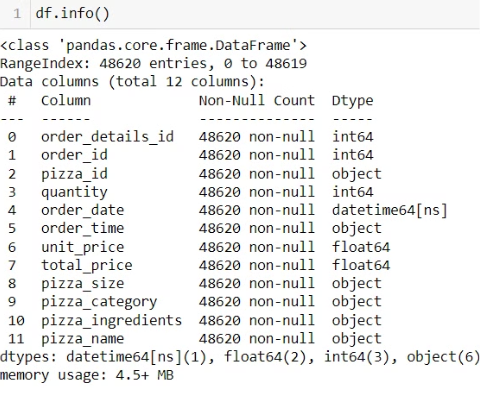 1 df.info()
<class 'pandas.core.frame.DataFrame'>
RangeIndex: 48620 entries, 0 to 48619
Data columns (total 12 columns):
 #   Column             Non-Null Count  Dtype
---  ------             --------------  -----
 0   order_details_id   48620 non-null  int64
 1   order_id           48620 non-null  int64
 2   pizza_id           48620 non-null  object
 3   quantity           48620 non-null  int64
 4   order_date         48620 non-null  datetime64[ns]
 5   order_time         48620 non-null  object
 6   unit_price         48620 non-null  float64
 7   total_price        48620 non-null  float64
 8   pizza_size         48620 non-null  object
 9   pizza_category     48620 non-null  object
 10  pizza_ingredients  48620 non-null  object
 11  pizza_name         48620 non-null  object
dtypes: datetime64[ns](1), float64(2), int64(3), object(6)
memory usage: 4.5+ MB